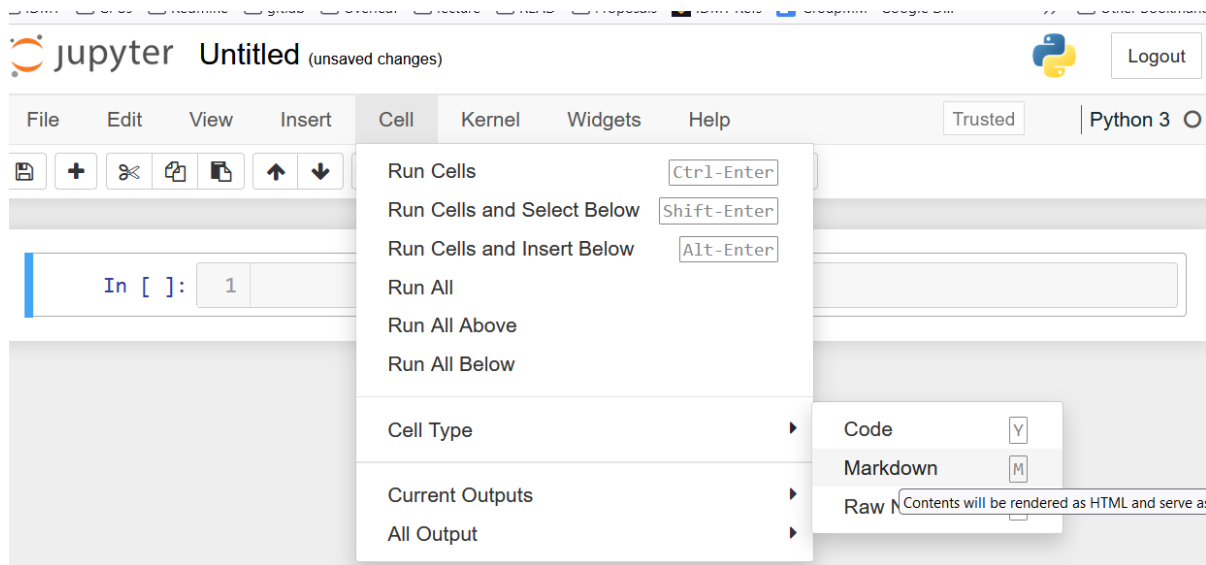 jupyter Untitled (unsaved changes) Logout
File Edit View Insert Cell Kernel Widgets Help Trusted Python 3
Run Cells Ctrl-Enter
Run Cells and Select Below Shift-Enter
Run Cells and Insert Below Alt-Enter
In [ ]: 1
Run All
Run All Above
Run All Below
Cell Type
Code Y
Markdown M
Raw
Contents will be rendered as HTML and serve as
Current Outputs
All Output